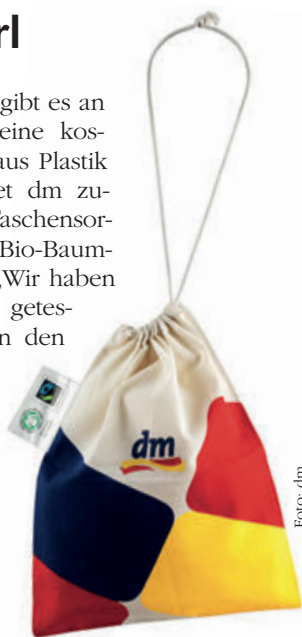 rl
gibt es an
eine kos-
aus Plastik
et dm zu-
Taschensor-
Bio-Baum-
„Wir haben
getes-
n den
dm
Foto: dm